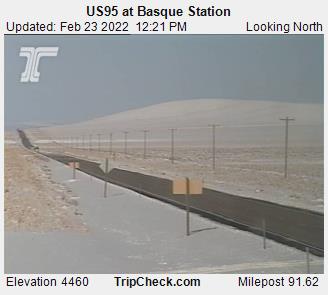 US95 at Basque Station
Updated: Feb 23 2022 12:21 PM Looking North
Elevation 4460 TripCheck.com Milepost 91.62